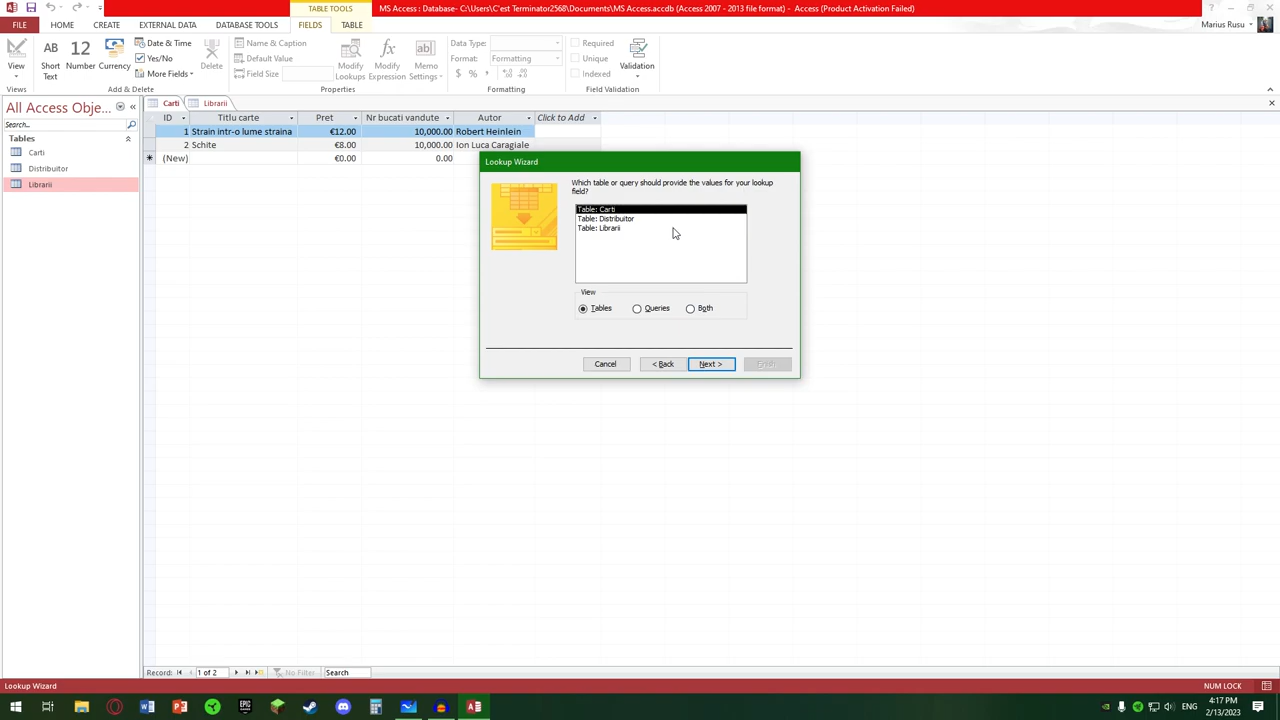 TABLE TOOLS
MS Access : Database- C:\Users\C'est Terminator2568\Documents\MS Access.accdb (Access 2007 - 2013 file format) - Access (Product Activation Failed)
FILE HOME CREATE EXTERNAL DATA DATABASE TOOLS FIELDS TABLE Marius Rusu
View
Views
AB Short Text
12 Number
Currency
Date & Time
Yes/No
More Fields
Delete
Add & Delete
Name & Caption
Default Value
Field Size
Modify Lookups
fx Modify Expression
ab Memo Settings
Properties
Data Type:
Format: Formatting
$ % ,
Formatting
Required
Unique
Indexed
Validation
Field Validation
All Access Obje...
Search...
Tables
Carti
Distribuitor
Librarii
Carti Librarii
ID Titlu carte Pret Nr bucati vandute Autor Click to Add
1 Strain intr-o lume straina €12.00 10,000.00 Robert Heinlein
2 Schite €8.00 10,000.00 Ion Luca Caragiale
(New) €0.00 0.00
Lookup Wizard
Which table or query should provide the values for your lookup
field?
Table: Carti
Table: Distribuitor
Table: Librarii
View
Tables Queries Both
Cancel < Back Next > Finish
Record: 1 of 2 No Filter Search
Lookup Wizard NUM LOCK
4:17 PM
2/13/2023